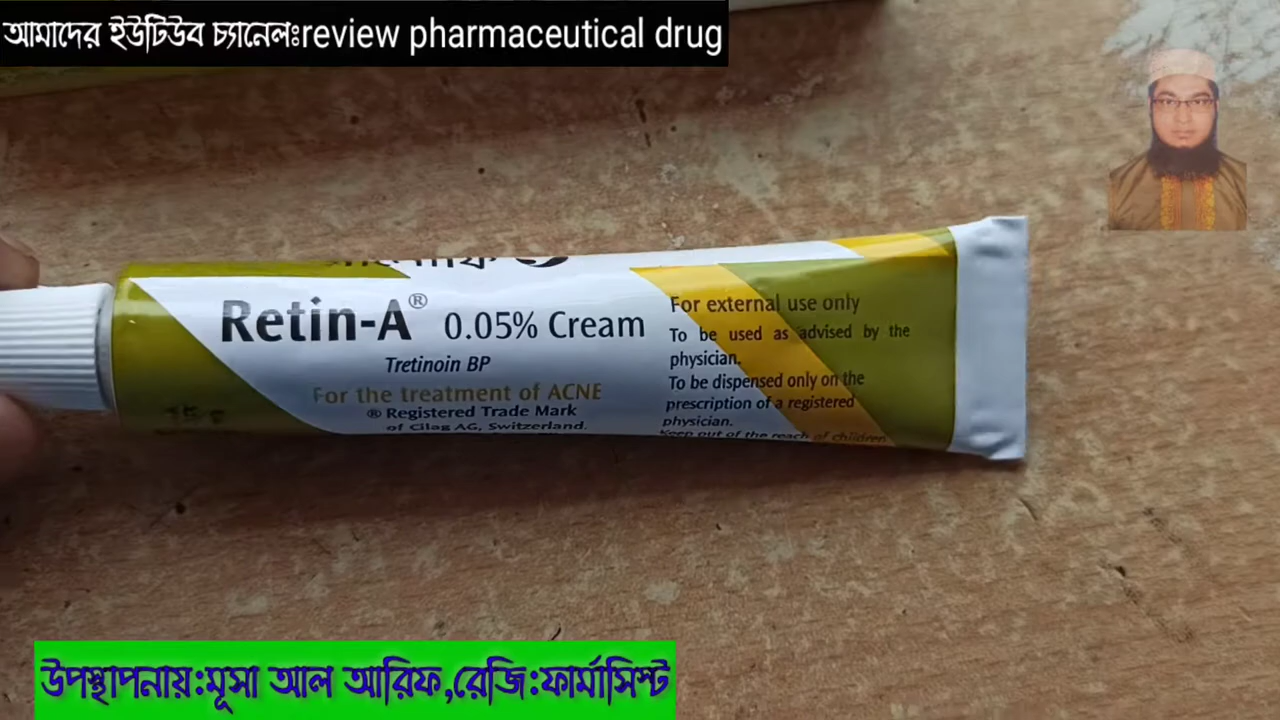 আমাদের ইউটিউব চ্যানেলঃreview pharmaceutical drug
Retin-A® 0.05% Cream
Tretinoin BP
For the treatment of ACNE
® Registered Trade Mark
of Cilag AG, Switzerland.
For external use only
To be used as advised by the
physician.
To be dispensed only on the
prescription of a registered
physician.
Keep out of the reach of children
উপস্থাপনায়:মূসা আল আরিফ,রেজি:ফার্মাসিস্ট